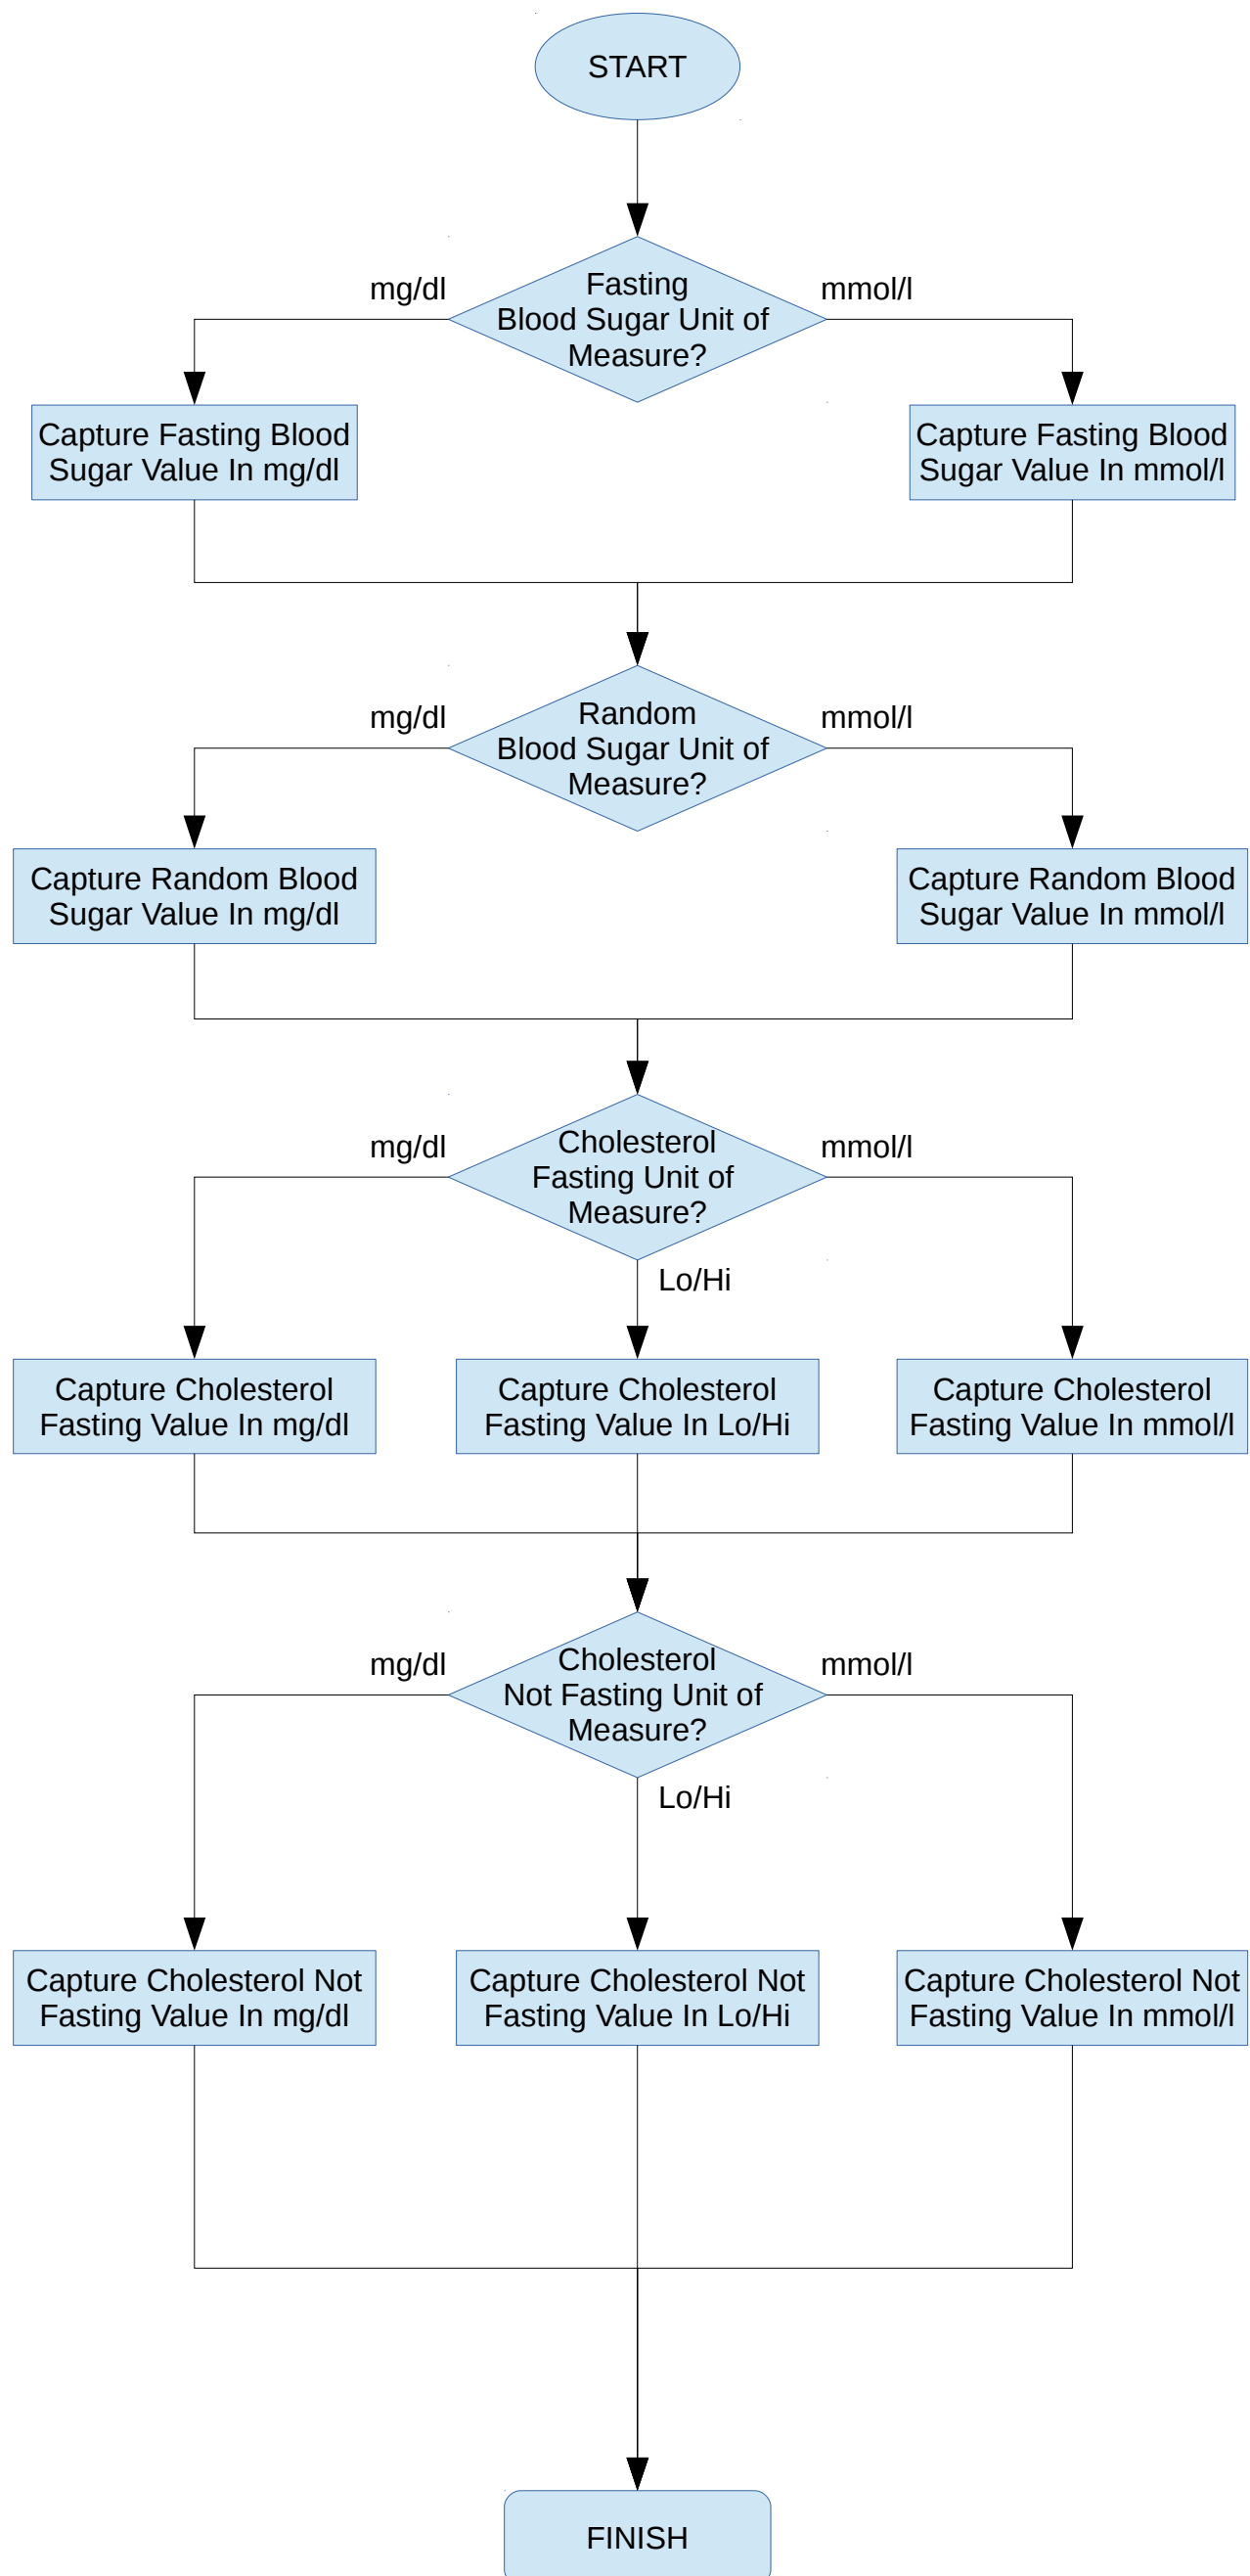 START
mg/dl
Fasting
Blood Sugar Unit of
Measure?
mmol/l
Capture Fasting Blood
Sugar Value In mg/dl
Capture Fasting Blood
Sugar Value In mmol/l
mg/dl
Random
Blood Sugar Unit of
Measure?
mmol/l
Capture Random Blood
Sugar Value In mg/dl
Capture Random Blood
Sugar Value In mmol/l
mg/dl
Cholesterol
Fasting Unit of
Measure?
mmol/l
Lo/Hi
Capture Cholesterol
Fasting Value In mg/dl
Capture Cholesterol
Fasting Value In Lo/Hi
Capture Cholesterol
Fasting Value In mmol/l
mg/dl
Cholesterol
Not Fasting Unit of
Measure?
mmol/l
Lo/Hi
Capture Cholesterol Not
Fasting Value In mg/dl
Capture Cholesterol Not
Fasting Value In Lo/Hi
Capture Cholesterol Not
Fasting Value In mmol/l
FINISH